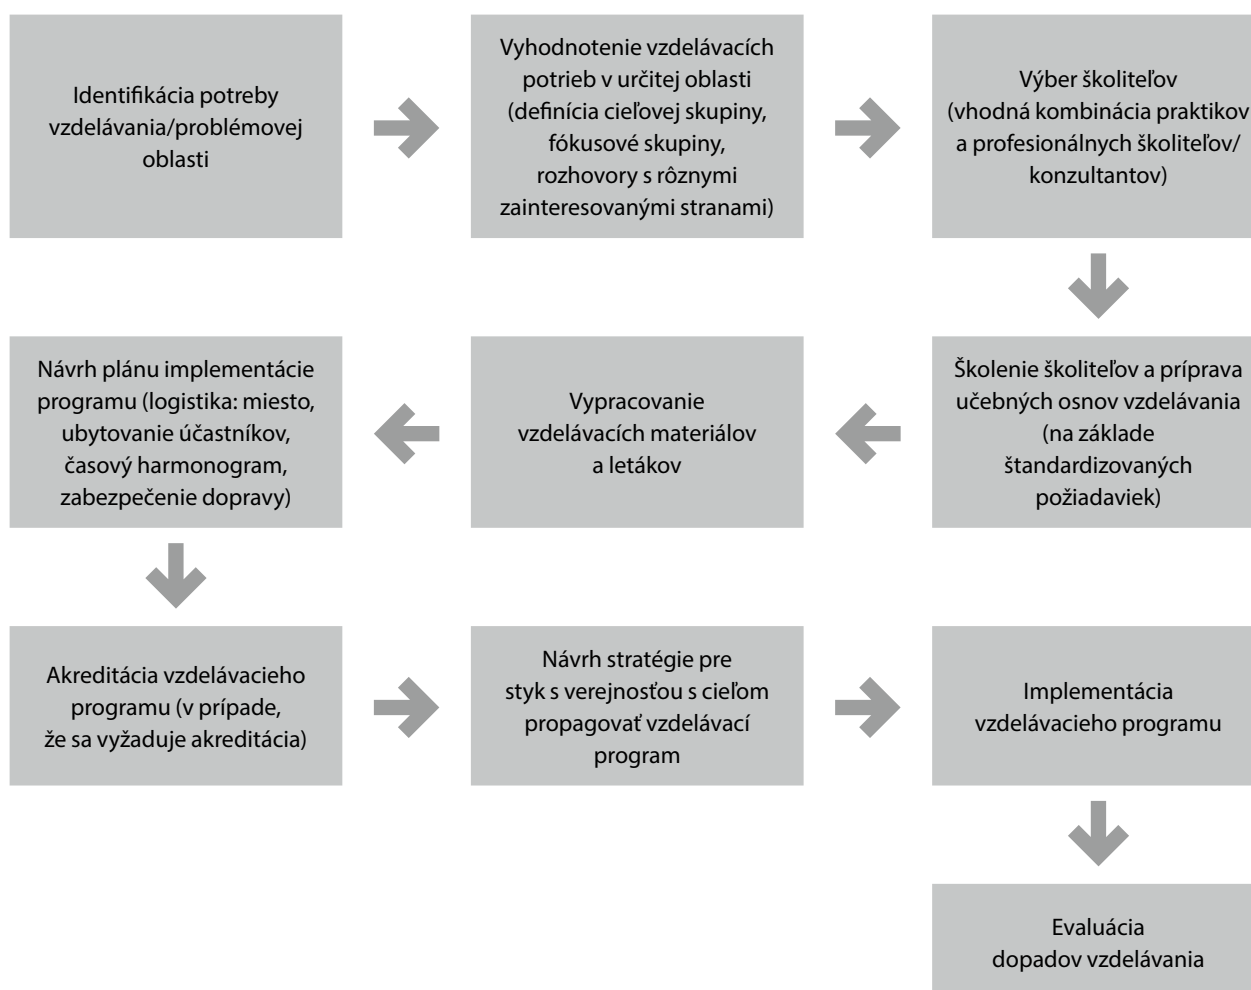 Identifikácia potreby
vzdelávania/problémovej
oblasti
Vyhodnotenie vzdelávacích
potrieb v určitej oblasti
(definícia cieľovej skupiny,
fókusové skupiny,
rozhovory s rôznymi
zainteresovanými stranami)
Výber školiteľov
(vhodná kombinácia praktikov
a profesionálnych školiteľov/
konzultantov)
Školenie školiteľov a príprava
učebných osnov vzdelávania
(na základe
štandardizovaných
požiadaviek)
Vypracovanie
vzdelávacích materiálov
a letákov
Návrh plánu implementácie
programu (logistika: miesto,
ubytovanie účastníkov,
časový harmonogram,
zabezpečenie dopravy)
Akreditácia vzdelávacieho
programu (v prípade,
že sa vyžaduje akreditácia)
Návrh stratégie pre
styk s verejnosťou s cieľom
propagovať vzdelávací
program
Implementácia
vzdelávacieho programu
Evaluácia
dopadov vzdelávania